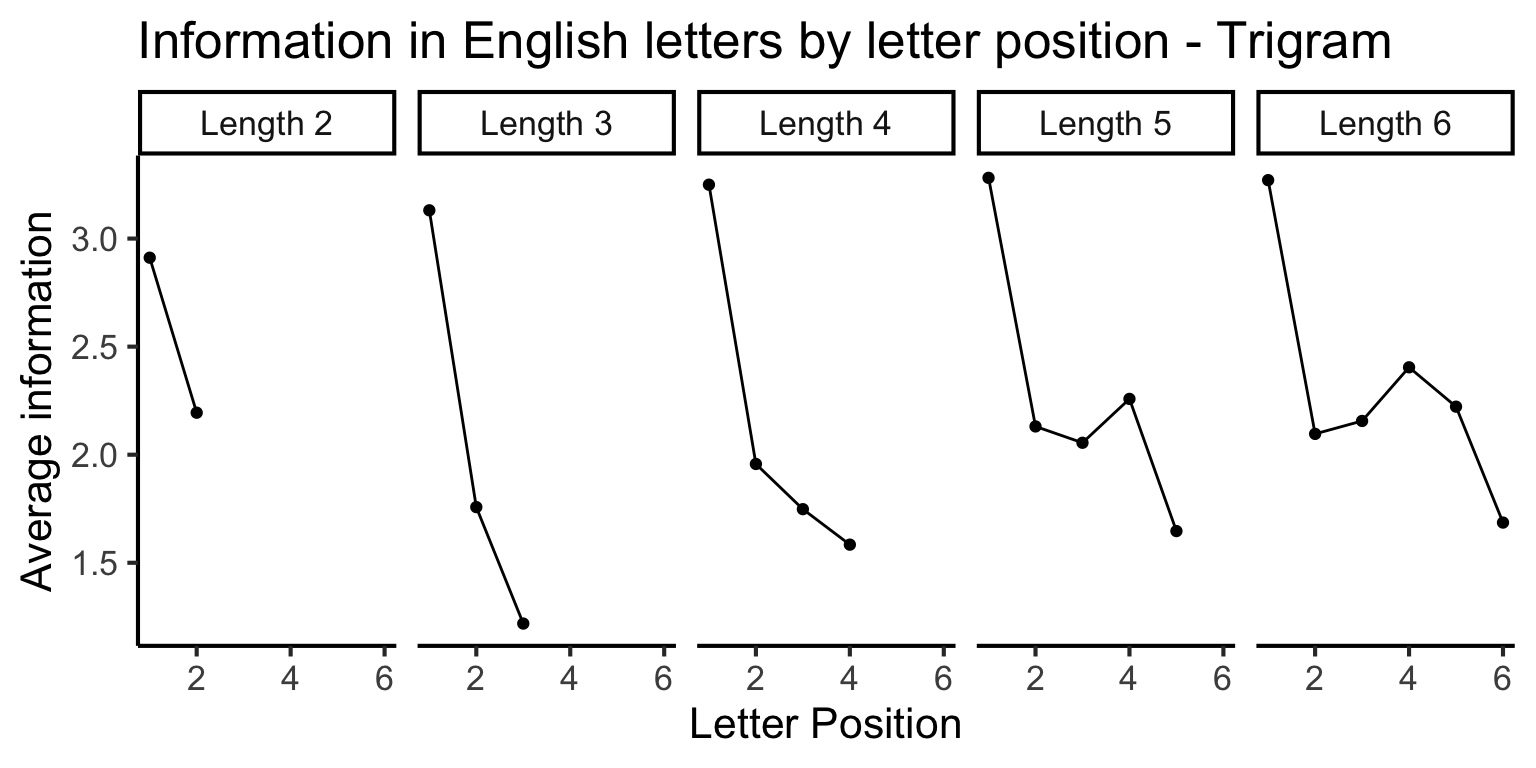 Information in English letters by letter position - Trigram
Length 2
Length 3
Length 4
Length 5
Length 6
Average information
3.0
2.5
2.0
1.5
2 4 6 2 4 6 2 4 6 2 4 6 2 4 6
Letter Position